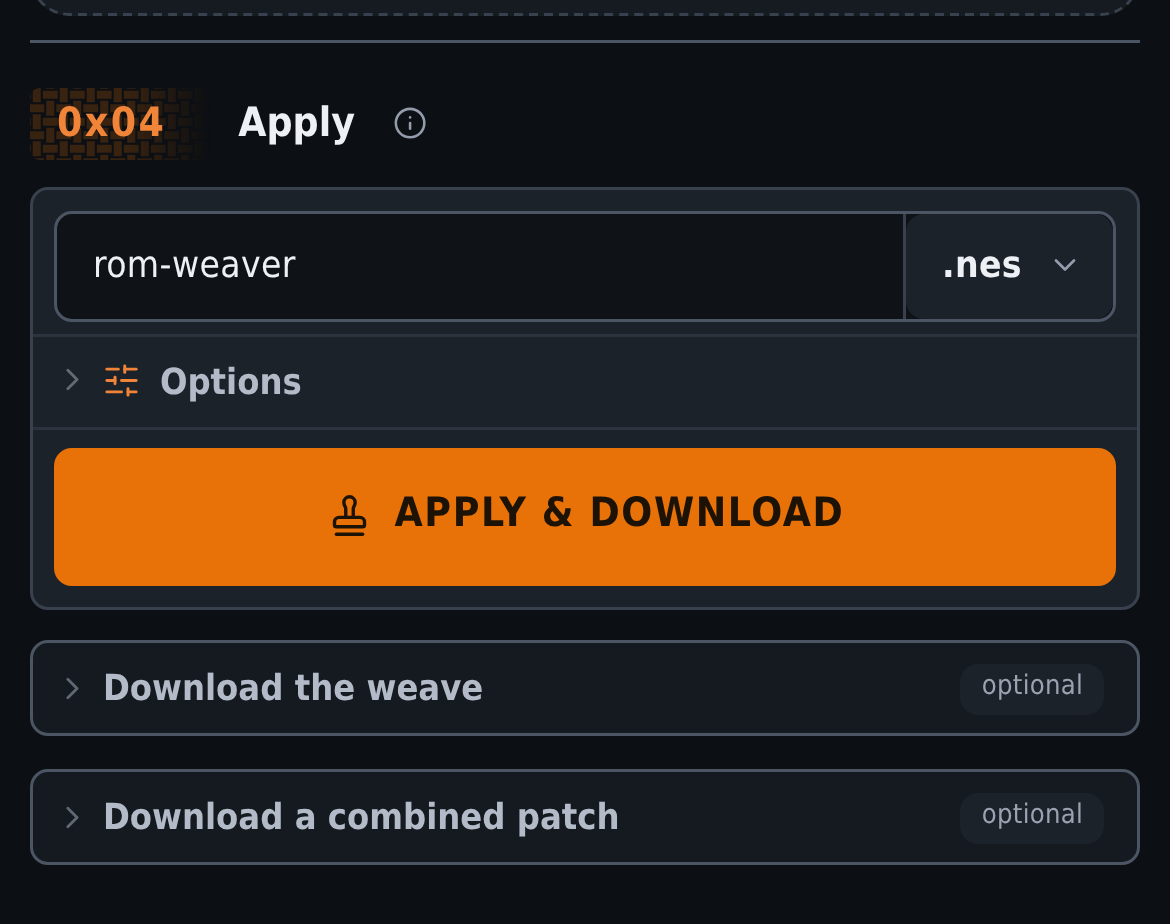 0x04 Apply
rom-weaver .nes
Options
APPLY & DOWNLOAD
Download the weave optional
Download a combined patch optional